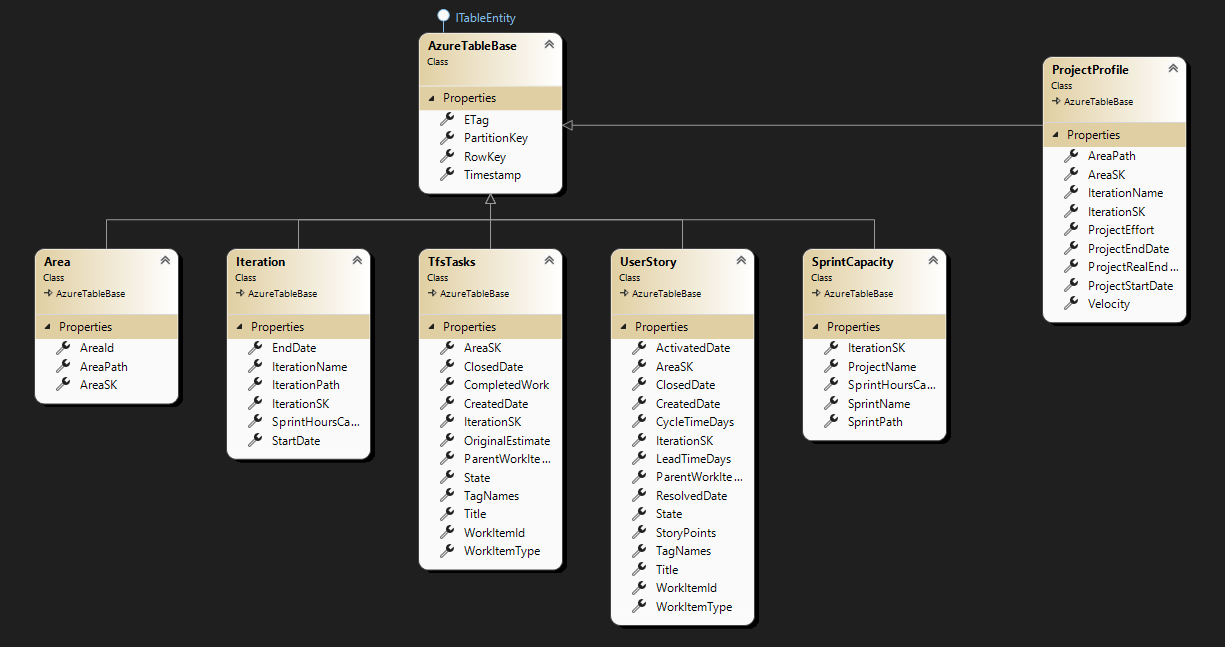 ITableEntity
AzureTableBase
Class
Properties
ETag
PartitionKey
RowKey
Timestamp
ProjectProfile
Class
AzureTableBase
Properties
AreaPath
AreaSK
IterationName
IterationSK
ProjectEffort
ProjectEndDate
ProjectRealEnd...
ProjectStartDate
Velocity
Area
Class
AzureTableBase
Properties
AreaId
AreaPath
AreaSK
Iteration
Class
AzureTableBase
Properties
EndDate
IterationName
IterationPath
IterationSK
SprintHoursCa...
StartDate
TfsTasks
Class
AzureTableBase
Properties
AreaSK
ClosedDate
CompletedWork
CreatedDate
IterationSK
OriginalEstimate
ParentWorkIte...
State
TagNames
Title
WorkItemId
WorkItemType
UserStory
Class
AzureTableBase
Properties
ActivatedDate
AreaSK
ClosedDate
CreatedDate
CycleTimeDays
IterationSK
LeadTimeDays
ParentWorkIte...
ResolvedDate
State
StoryPoints
TagNames
Title
WorkItemId
WorkItemType
SprintCapacity
Class
AzureTableBase
Properties
IterationSK
ProjectName
SprintHoursCa...
SprintName
SprintPath